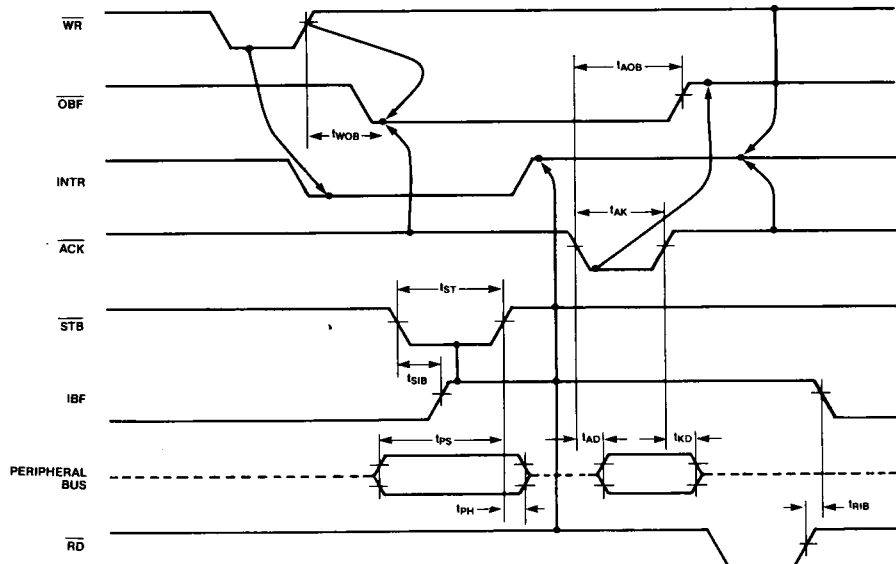 WR
tAOB
OBF
tWOB
INTR
tAK
ACK
tST
STB
tSIB
IBF
tPS
tAD
tKD
PERIPHERAL
BUS
tPH
tRIB
RD